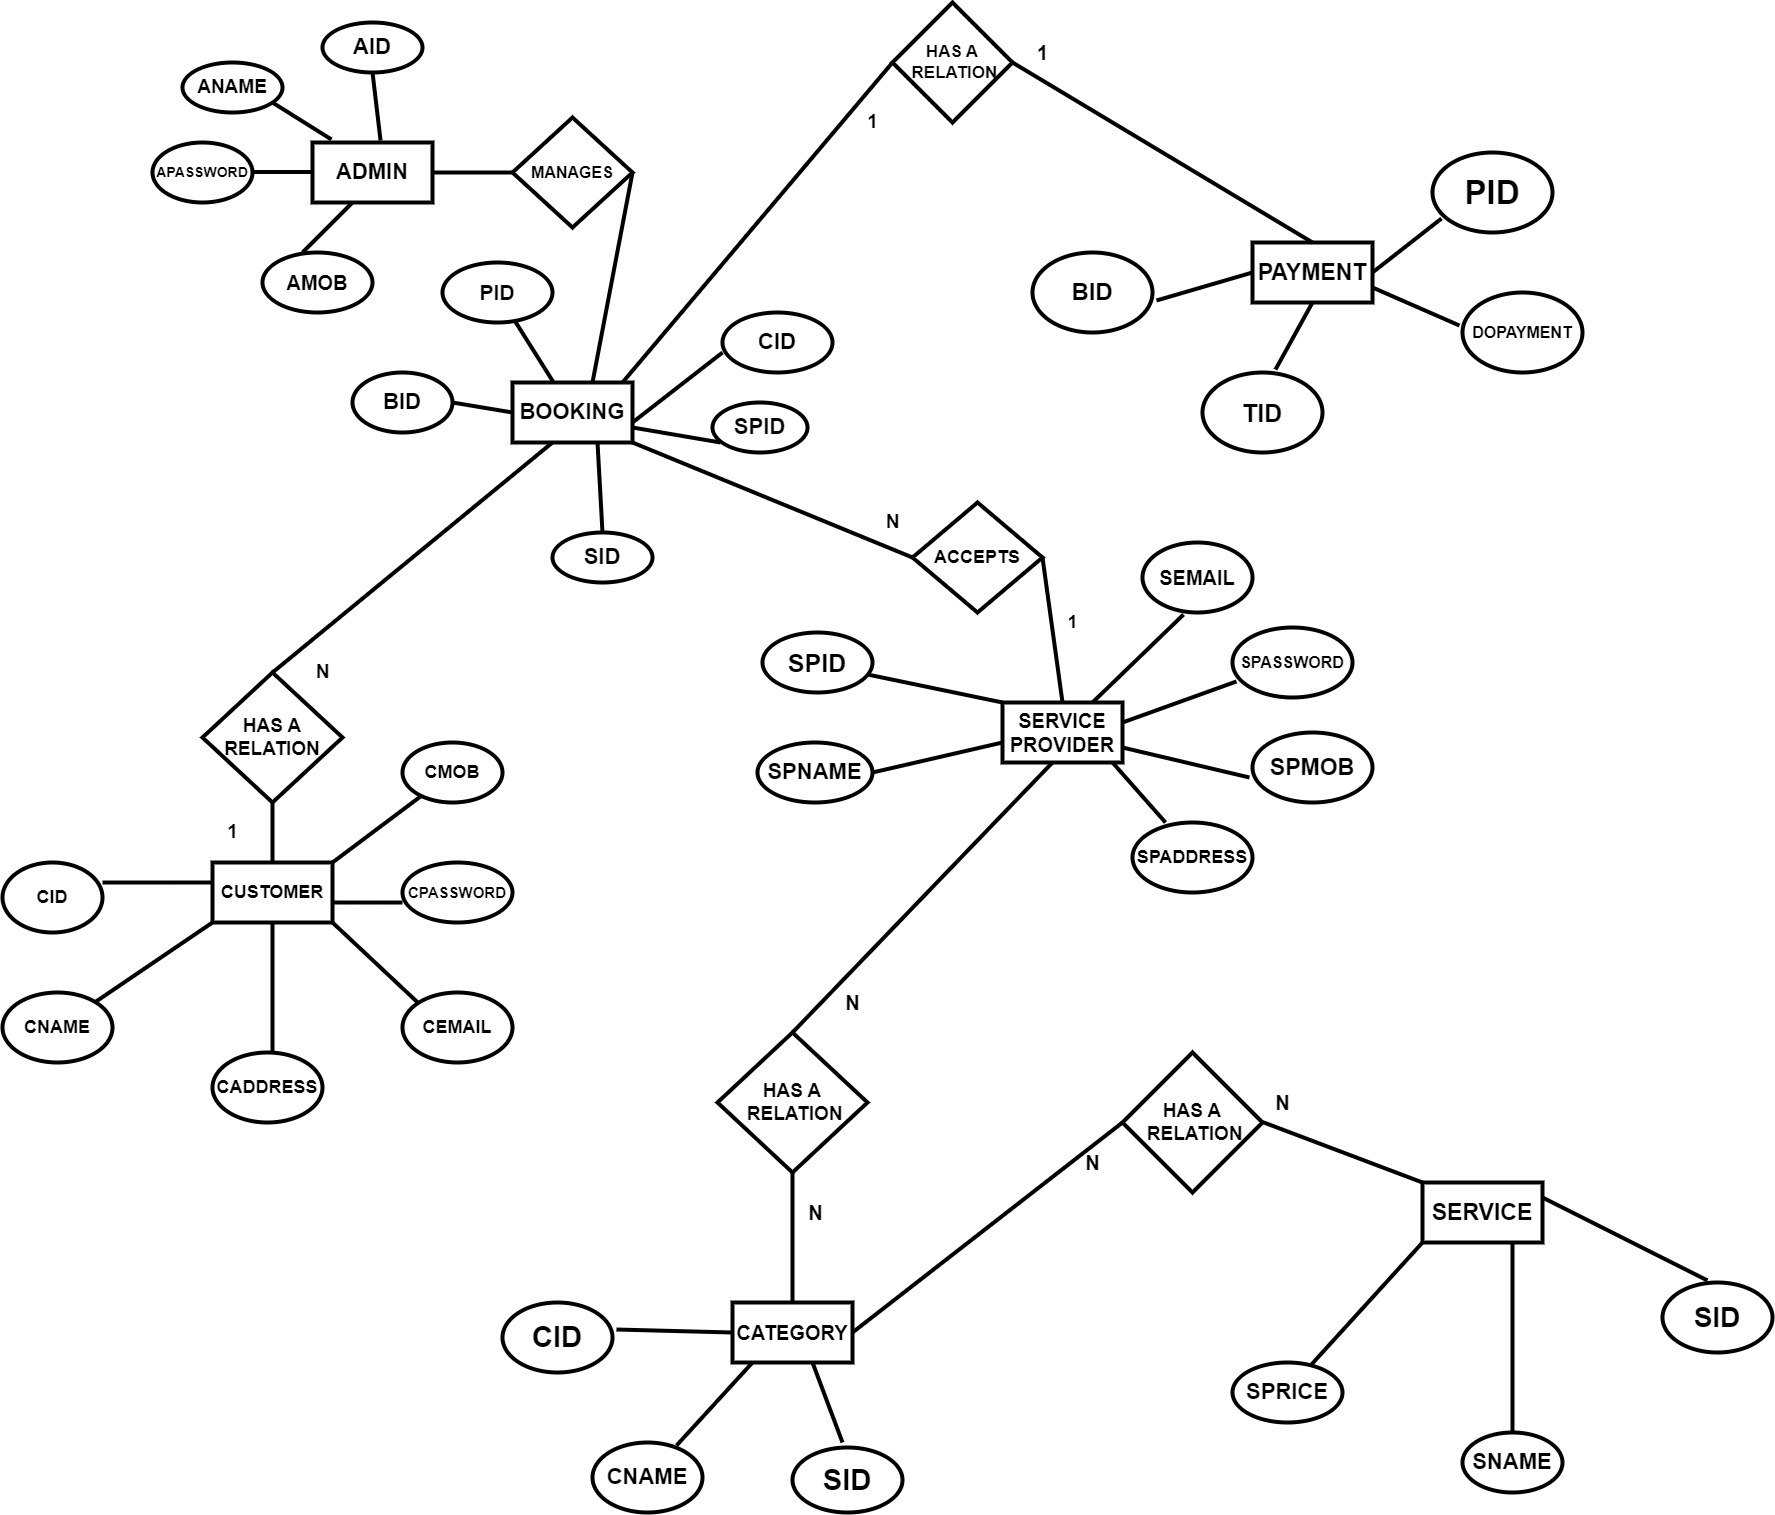 HAS A
RELATION
1
1
AID
ANAME
APASSWORD
ADMIN
MANAGES
AMOB
PID
PAYMENT
BID
DOPAYMENT
TID
PID
CID
BID
BOOKING
SPID
SID
N
ACCEPTS
1
SEMAIL
SPID
SPASSWORD
SERVICE
PROVIDER
SPNAME
SPMOB
SPADDRESS
N
HAS A
RELATION
1
CMOB
CID
CUSTOMER
CPASSWORD
CNAME
CEMAIL
CADDRESS
N
HAS A
RELATION
N
HAS A
RELATION
N
N
SERVICE
SID
SPRICE
SNAME
CID
CATEGORY
CNAME
SID